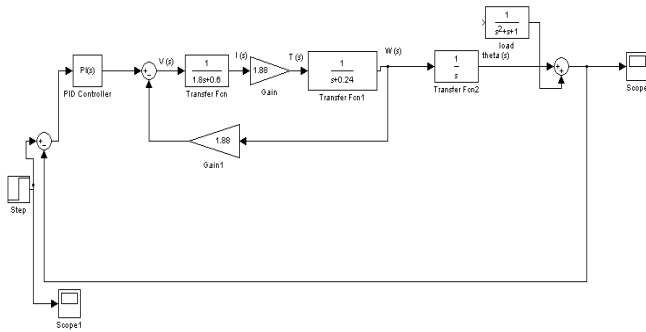 1
s²+s+1
load
V (s)
I (s)
T (s)
W (s)
theta (s)
PI(s)
PID Controller
1
1.8s+0.6
Transfer Fcn
1.88
Gain
1
s+0.24
Transfer Fcn1
1
s
Transfer Fcn2
Scope
1.88
Gain1
Step
Scope1